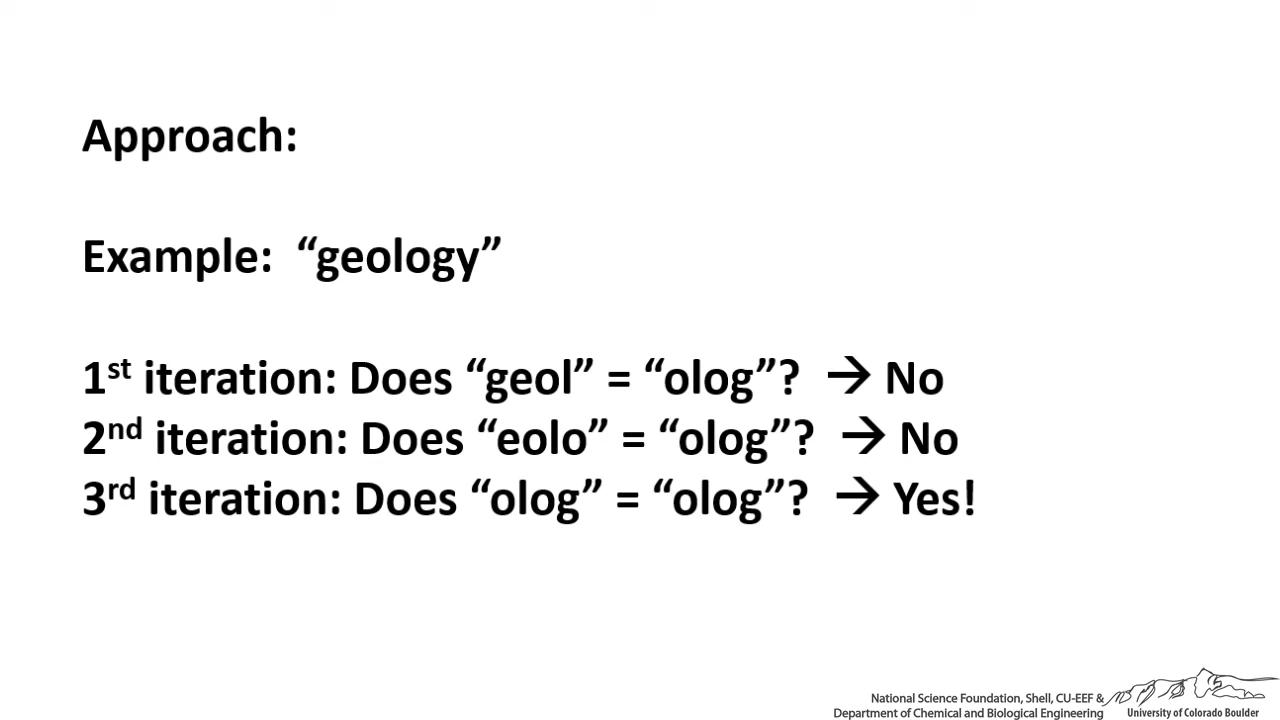 Approach:
Example: “geology”
1st iteration: Does “geol” = “olog”? → No
2nd iteration: Does “eolo” = “olog”? → No
3rd iteration: Does “olog” = “olog”? → Yes!
National Science Foundation, Shell, CU-EEF &
Department of Chemical and Biological Engineering
University of Colorado Boulder